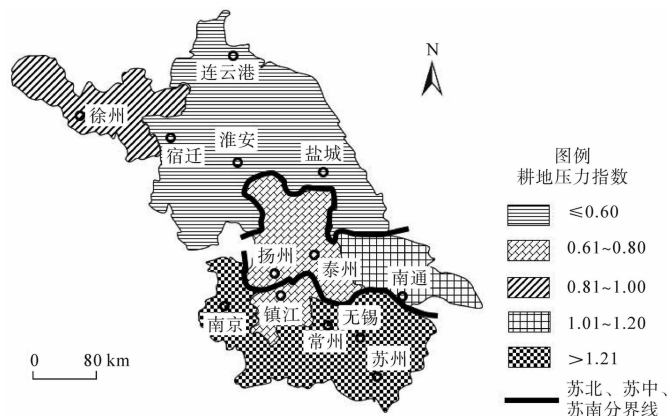 N
连云港
徐州
淮安
宿迁
盐城
扬州
泰州
南通
南京
镇江
无锡
常州
苏州
0 80 km
图例
耕地压力指数
≤0.60
0.61~0.80
0.81~1.00
1.01~1.20
>1.21
苏北、苏中、
苏南分界线